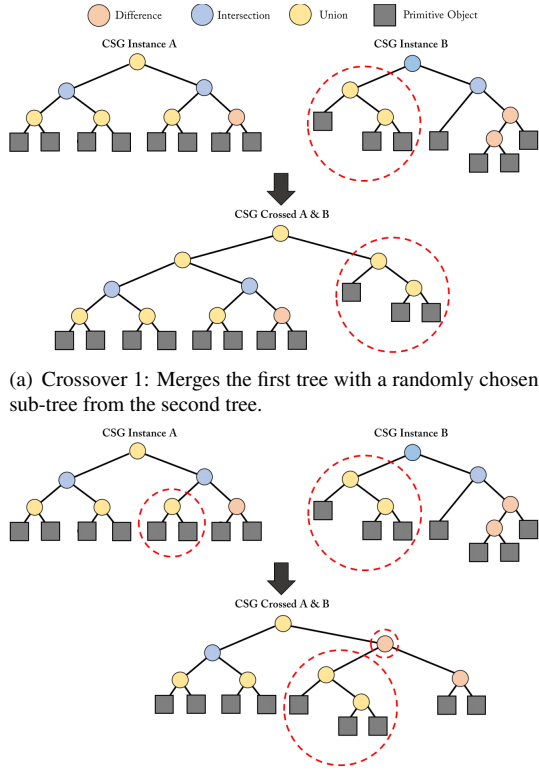 Difference Intersection Union Primitive Object
CSG Instance A CSG Instance B
CSG Crossed A & B
(a) Crossover 1: Merges the first tree with a randomly chosen
sub-tree from the second tree.
CSG Instance A CSG Instance B
CSG Crossed A & B